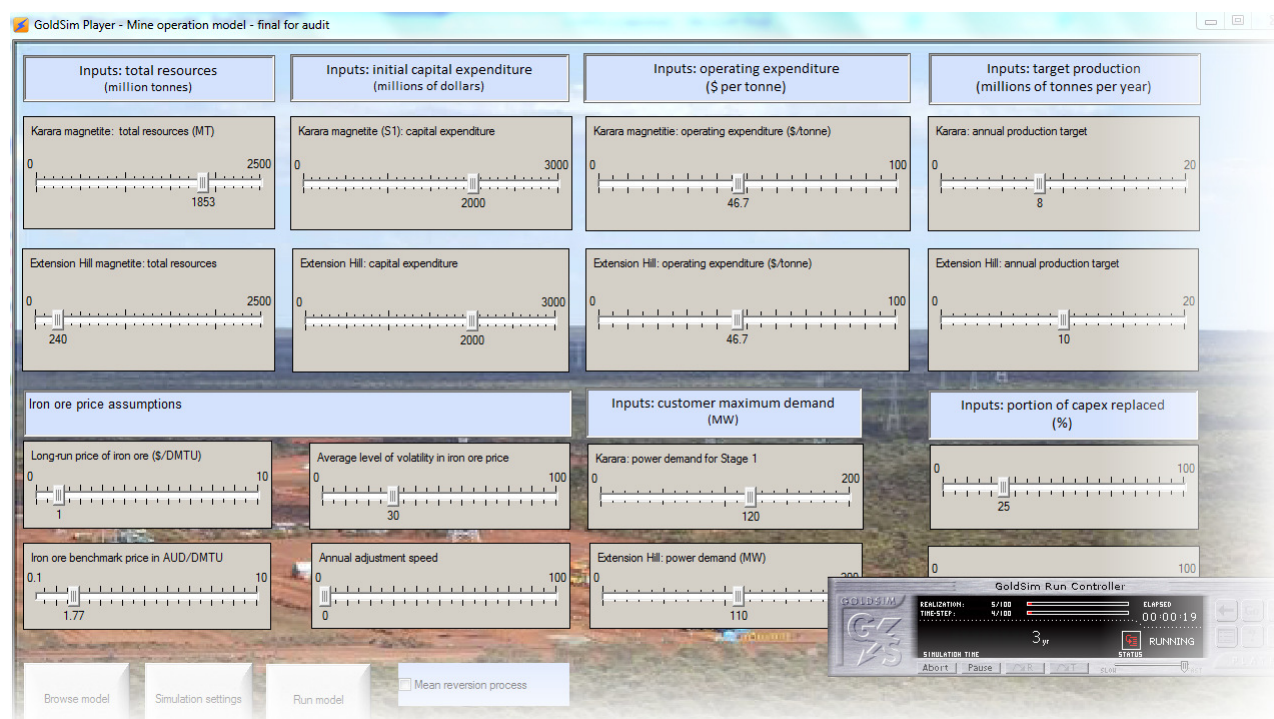 GoldSim Player - Mine operation model - final for audit
Inputs: total resources
(million tonnes)
Inputs: initial capital expenditure
(millions of dollars)
Inputs: operating expenditure
($ per tonne)
Inputs: target production
(millions of tonnes per year)
Karara magnetite: total resources (MT)
0 2500
1853
Karara magnetite (S1): capital expenditure
0 3000
2000
Karara magnetitie: operating expenditure ($/tonne)
0 100
46.7
Karara: annual production target
0 20
8
Extension Hill magnetite: total resources
0 2500
240
Extension Hill: capital expenditure
0 3000
2000
Extension Hill: operating expenditure ($/tonne)
0 100
46.7
Extension Hill: annual production target
0 20
10
Iron ore price assumptions
Inputs: customer maximum demand
(MW)
Inputs: portion of capex replaced
(%)
Long-run price of iron ore ($/DMTU)
0 10
1
Average level of volatility in iron ore price
0 100
30
Karara: power demand for Stage 1
0 200
120
0 100
25
Iron ore benchmark price in AUD/DMTU
0.1 10
1.77
Annual adjustment speed
0 100
0
Extension Hill: power demand (MW)
0 200
110
0 100
GoldSim Run Controller
GOLDSIM
REALIZATION: 5/100
TIME-STEP: 4/100
ELAPSED
00:00:19
3 yr
RUNNING
SIMULATION TIME
STATUS
Abort Pause
SLOW
Browse model
Simulation settings
Run model
Mean reversion process